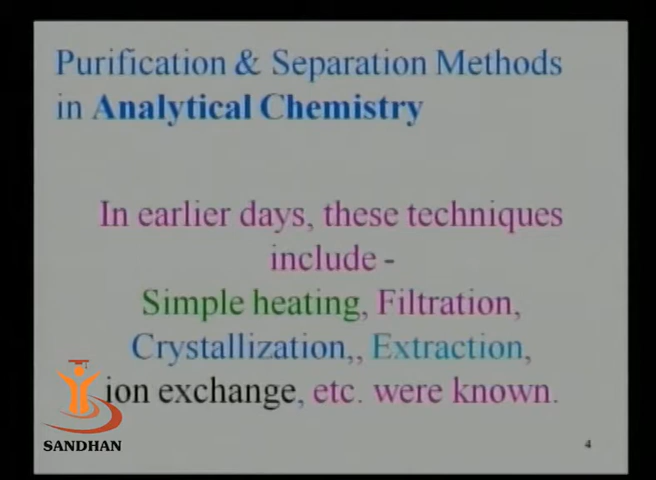 Purification & Separation Methods
in Analytical Chemistry
In earlier days, these techniques
include -
Simple heating, Filtration,
Crystallization,, Extraction,
ion exchange, etc. were known.
SANDHAN
4